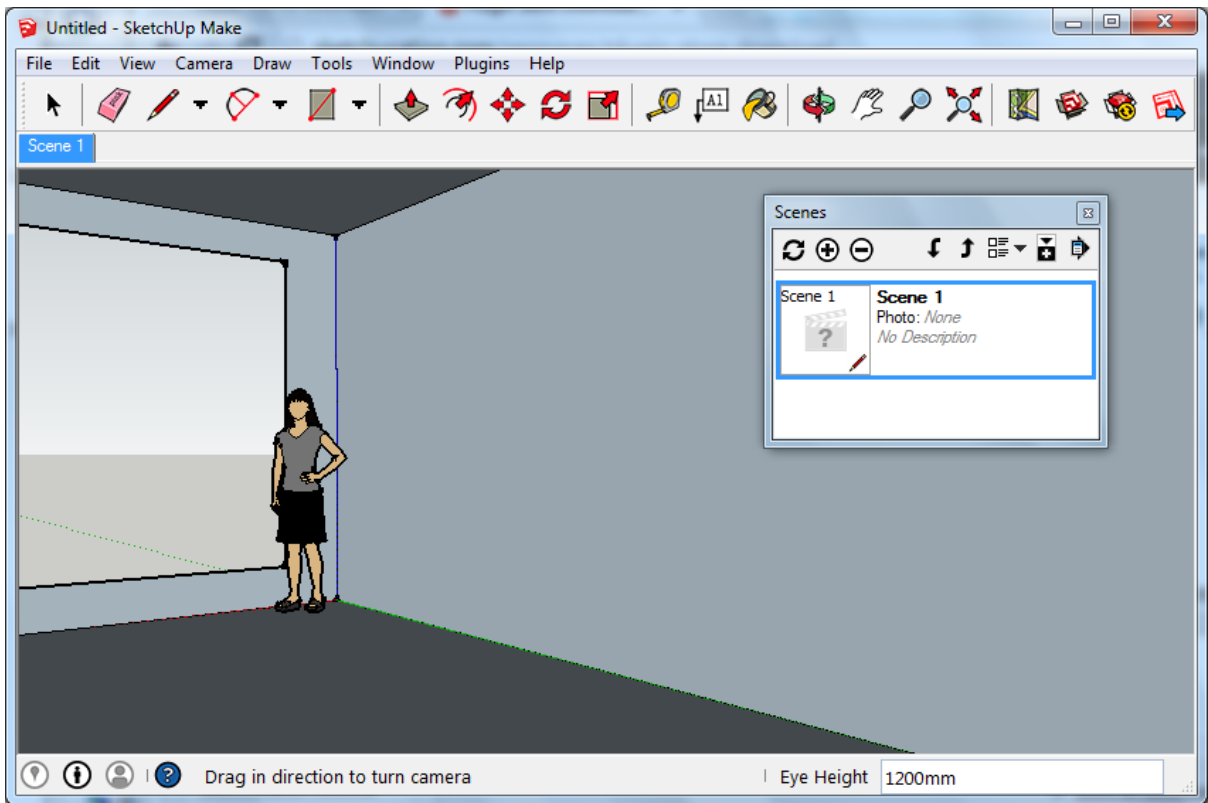 Untitled - SketchUp Make
File Edit View Camera Draw Tools Window Plugins Help
A1
Scene 1
Scenes
Scene 1
Scene 1
Photo: None
No Description
?
?
Drag in direction to turn camera
Eye Height 1200mm